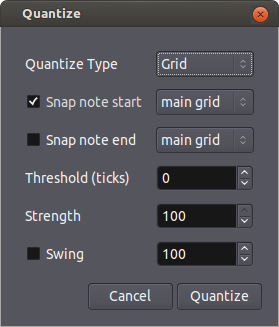 Quantize
Quantize Type Grid
Snap note start main grid
Snap note end main grid
Threshold (ticks) 0
Strength 100
Swing 100
Cancel Quantize